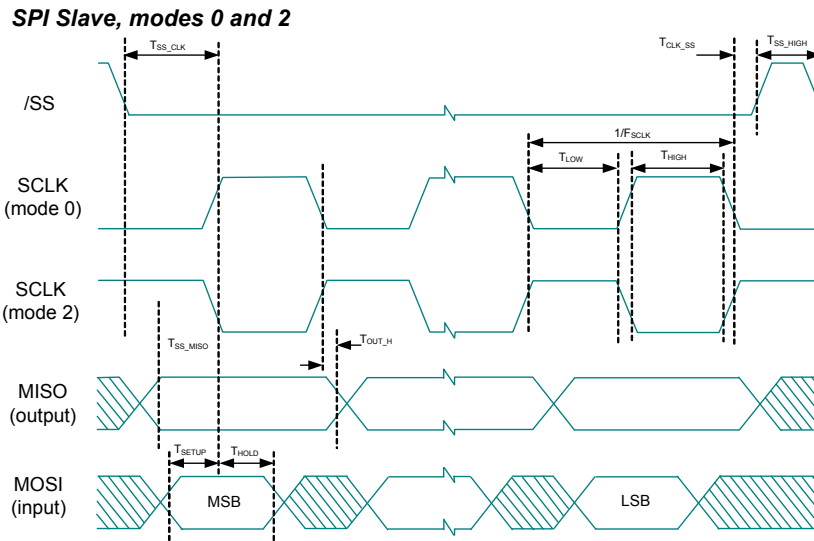 SPI Slave, modes 0 and 2
TSS_CLK
TCLK_SS
TSS_HIGH
/SS
1/FSCLK
TLOW
THIGH
SCLK
(mode 0)
SCLK
(mode 2)
TSS_MISO
TOUT_H
MISO
(output)
TSETUP
THOLD
MOSI
(input)
MSB
LSB